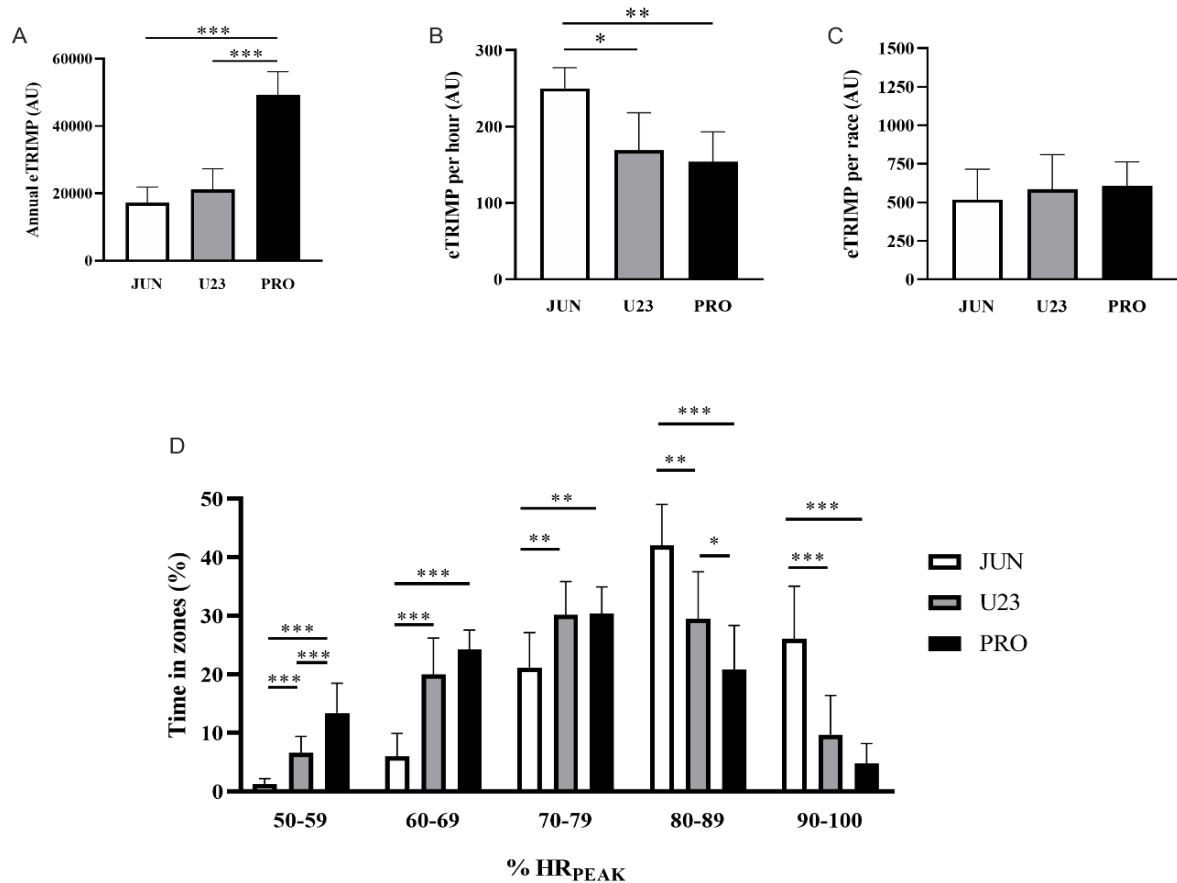 A
***
***
Annual eTRIMP (AU)
60000
40000
20000
0
JUN U23 PRO
B
**
*
eTRIMP per hour (AU)
300
200
100
0
JUN U23 PRO
C
eTRIMP per race (AU)
1500
1250
1000
750
500
250
0
JUN U23 PRO
D
Time in zones (%)
50
40
30
20
10
0
***
***
***
***
***
**
**
***
**
*
***
***
50-59 60-69 70-79 80-89 90-100
% HRPEAK
JUN
U23
PRO